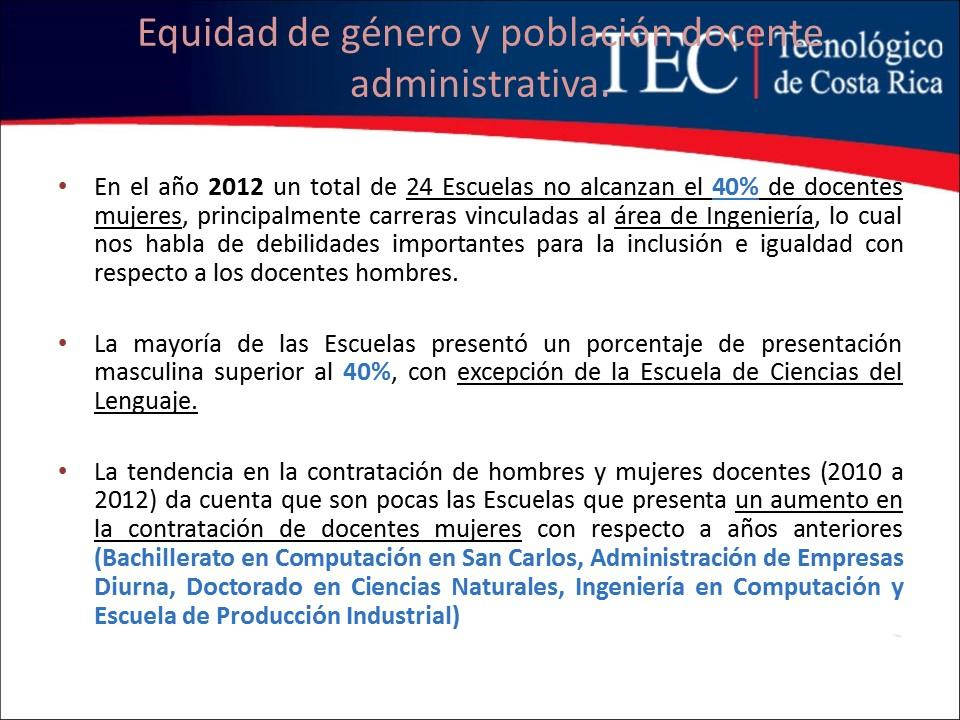 Equidad de género y población docente
administrativa.
TEC | Tecnológico
de Costa Rica
• En el año 2012 un total de 24 Escuelas no alcanzan el 40% de docentes
mujeres, principalmente carreras vinculadas al área de Ingeniería, lo cual
nos habla de debilidades importantes para la inclusión e igualdad con
respecto a los docentes hombres.
• La mayoría de las Escuelas presentó un porcentaje de presentación
masculina superior al 40%, con excepción de la Escuela de Ciencias del
Lenguaje.
• La tendencia en la contratación de hombres y mujeres docentes (2010 a
2012) da cuenta que son pocas las Escuelas que presenta un aumento en
la contratación de docentes mujeres con respecto a años anteriores
(Bachillerato en Computación en San Carlos, Administración de Empresas
Diurna, Doctorado en Ciencias Naturales, Ingeniería en Computación y
Escuela de Producción Industrial)